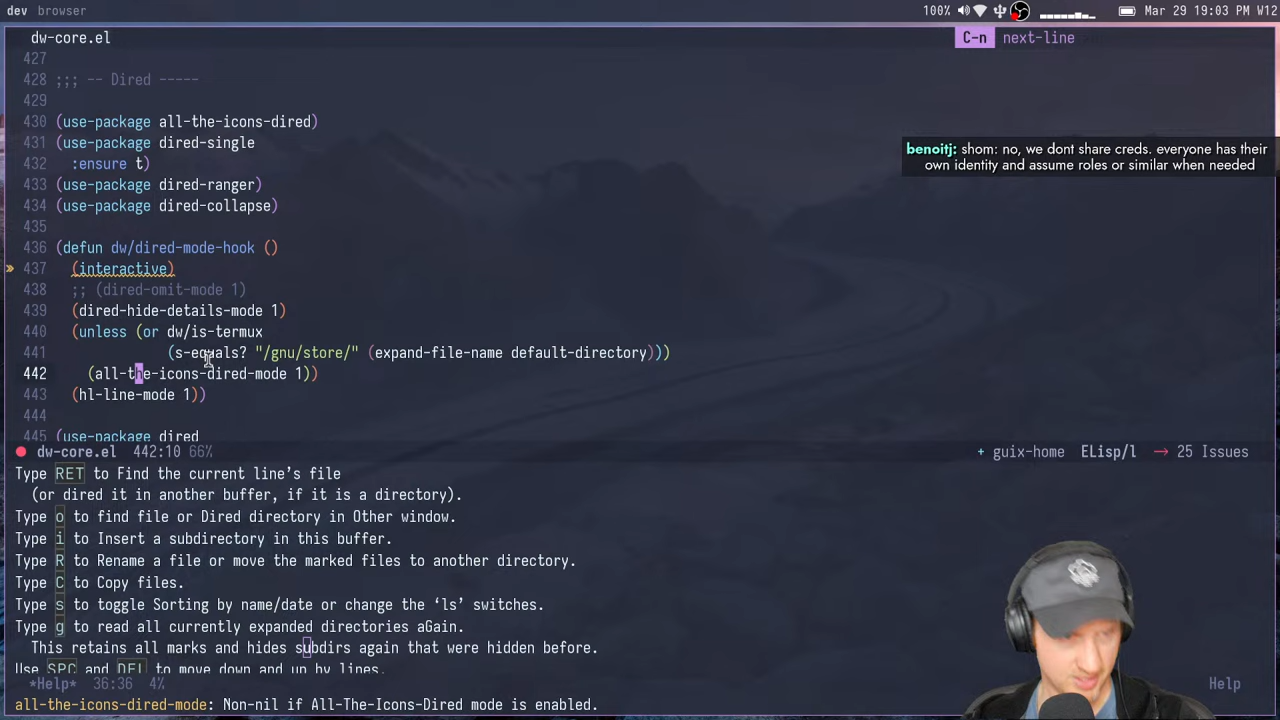 dev browser
100% Mar 29 19:03 PM W12
dw-core.el
C-n next-line
427
428 ;;; -- Dired -----
429
430 (use-package all-the-icons-dired)
431 (use-package dired-single
432 :ensure t)
433 (use-package dired-ranger)
434 (use-package dired-collapse)
435
436 (defun dw/dired-mode-hook ()
» 437 (interactive)
438 ;; (dired-omit-mode 1)
439 (dired-hide-details-mode 1)
440 (unless (or dw/is-termux
441 (s-equals? "/gnu/store/" (expand-file-name default-directory)))
442 (all-the-icons-dired-mode 1))
443 (hl-line-mode 1))
444
445 (use-package dired
benoitj: shom: no, we dont share creds. everyone has their
own identity and assume roles or similar when needed
dw-core.el 442:10 66% + guix-home ELisp/l → 25 Issues
Type RET to Find the current line's file
(or dired it in another buffer, if it is a directory).
Type o to find file or Dired directory in Other window.
Type i to Insert a subdirectory in this buffer.
Type R to Rename a file or move the marked files to another directory.
Type C to Copy files.
Type s to toggle Sorting by name/date or change the ‘ls’ switches.
Type g to read all currently expanded directories aGain.
This retains all marks and hides subdirs again that were hidden before.
Use SPC and DEL to move down and up by lines.
*Help* 36:36 4% Help
all-the-icons-dired-mode: Non-nil if All-The-Icons-Dired mode is enabled.